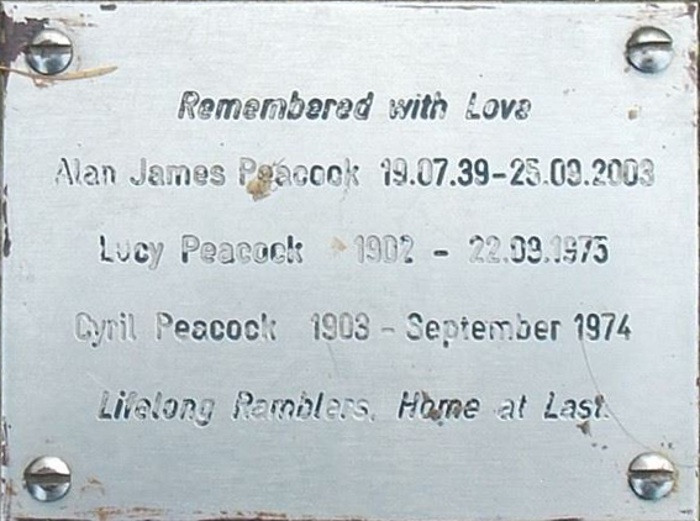 Remembered with Love
Alan James Peacock 19.07.39-25.09.2003
Lucy Peacock 1902 - 22.09.1975
Cyril Peacock 1903 - September 1974
Lifelong Ramblers, Home at Last.